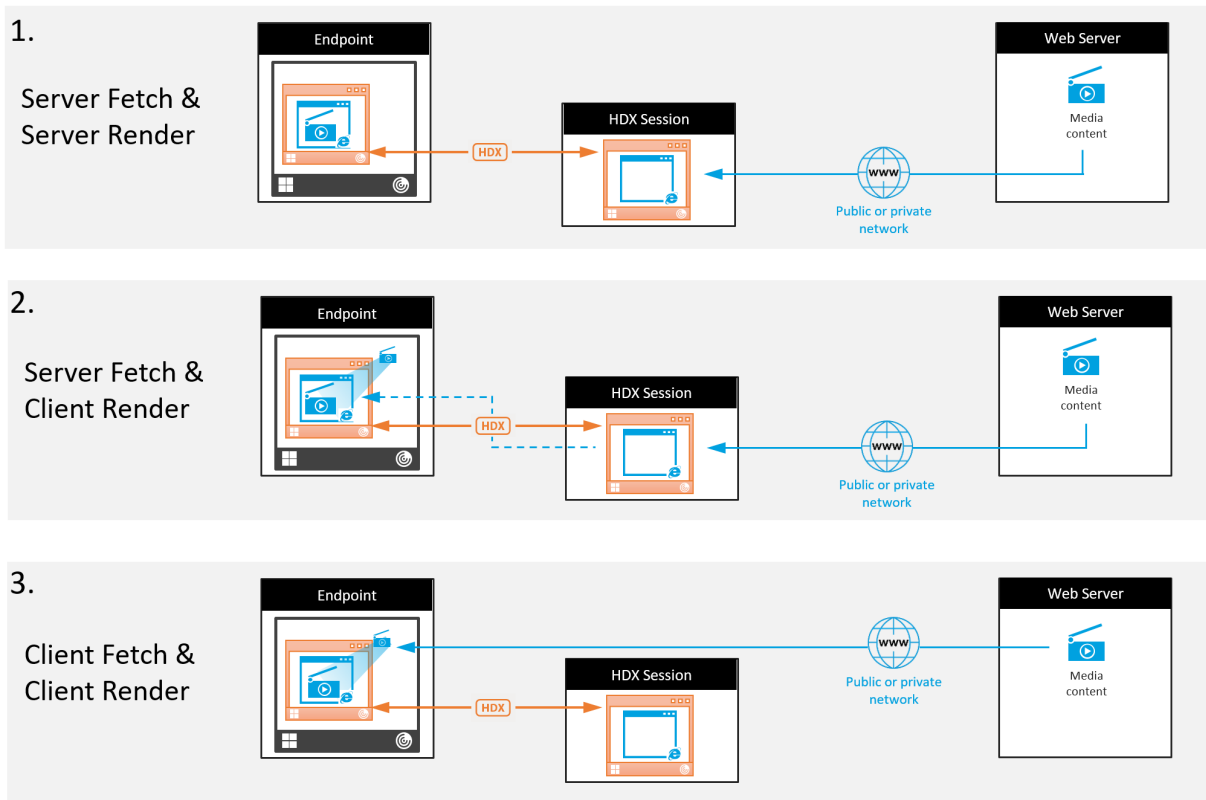 1.
Server Fetch &
Server Render
Endpoint
HDX
HDX Session
www
Public or private
network
Web Server
Media
content
2.
Server Fetch &
Client Render
Endpoint
HDX
HDX Session
www
Public or private
network
Web Server
Media
content
3.
Client Fetch &
Client Render
Endpoint
HDX
HDX Session
www
Public or private
network
Web Server
Media
content